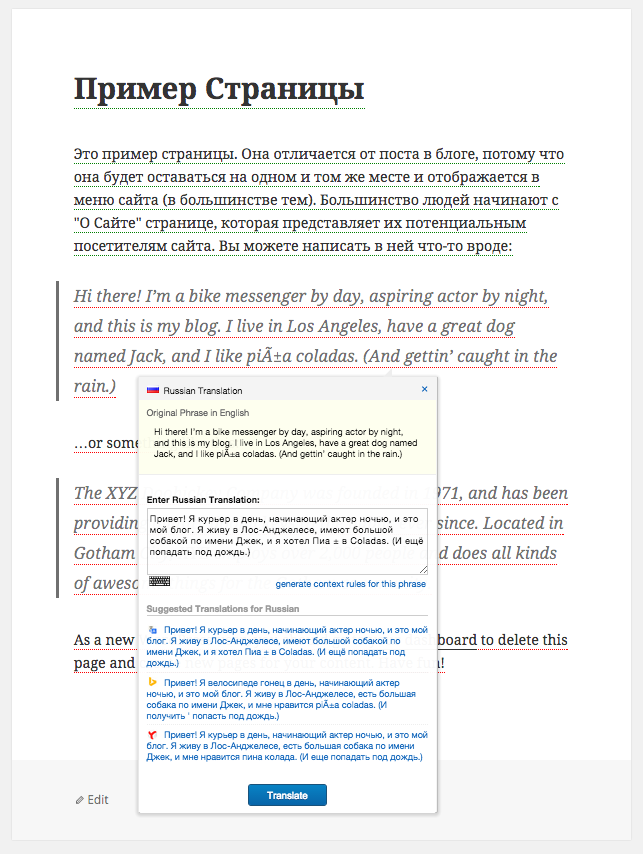 Пример Страницы
Это пример страницы. Она отличается от поста в блоге, потому что
она будет оставаться на одном и том же месте и отображается в
меню сайта (в большинстве тем). Большинство людей начинают с
"О Сайте" странице, которая представляет их потенциальным
посетителям сайта. Вы можете написать в ней что-то вроде:
Hi there! I’m a bike messenger by day, aspiring actor by night,
and this is my blog. I live in Los Angeles, have a great dog
named Jack, and I like piÃ±a coladas. (And gettin’ caught in the
rain.)
Russian Translation ×
Original Phrase in English
Hi there! I'm a bike messenger by day, aspiring actor by night,
and this is my blog. I live in Los Angeles, have a great dog named
Jack, and I like piÃ±a coladas. (And gettin' caught in the rain.)
…or some
The XYZ 1971, and has been
providin since. Located in
Gotham and does all kinds
of aweso
Enter Russian Translation:
Привет! Я курьер в день, начинающий актер ночью, и это
мой блог. Я живу в Лос-Анджелесе, имеют большой
собакой по имени Джек, и я хотел Пиа ± в Coladas. (И ещё
попадать под дождь.)
generate context rules for this phrase
Suggested Translations for Russian
As a new board to delete this
page and new pages for your content. Have fun!
Привет! Я курьер в день, начинающий актер ночью, и это мой
блог. Я живу в Лос-Анджелесе, имеют большой собакой по
имени Джек, и я хотел Пиа ± в Coladas. (И ещё попадать под
дождь.)
Привет! Я велосипеде гонец в день, начинающий актер
ночью, и это мой блог. Я живу в Лос-Анджелесе, есть большая
собака по имени Джек, и мне нравится piÃ±a coladas. (И
получить ' попасть под дождь.)
Привет! Я курьер в день, начинающий актер ночью, и это мой
блог. Я живу в Лос-Анджелесе, есть большая собака по имени
Джек, и мне нравится пина колада. (И еще попадать под дождь.)
Translate
Edit